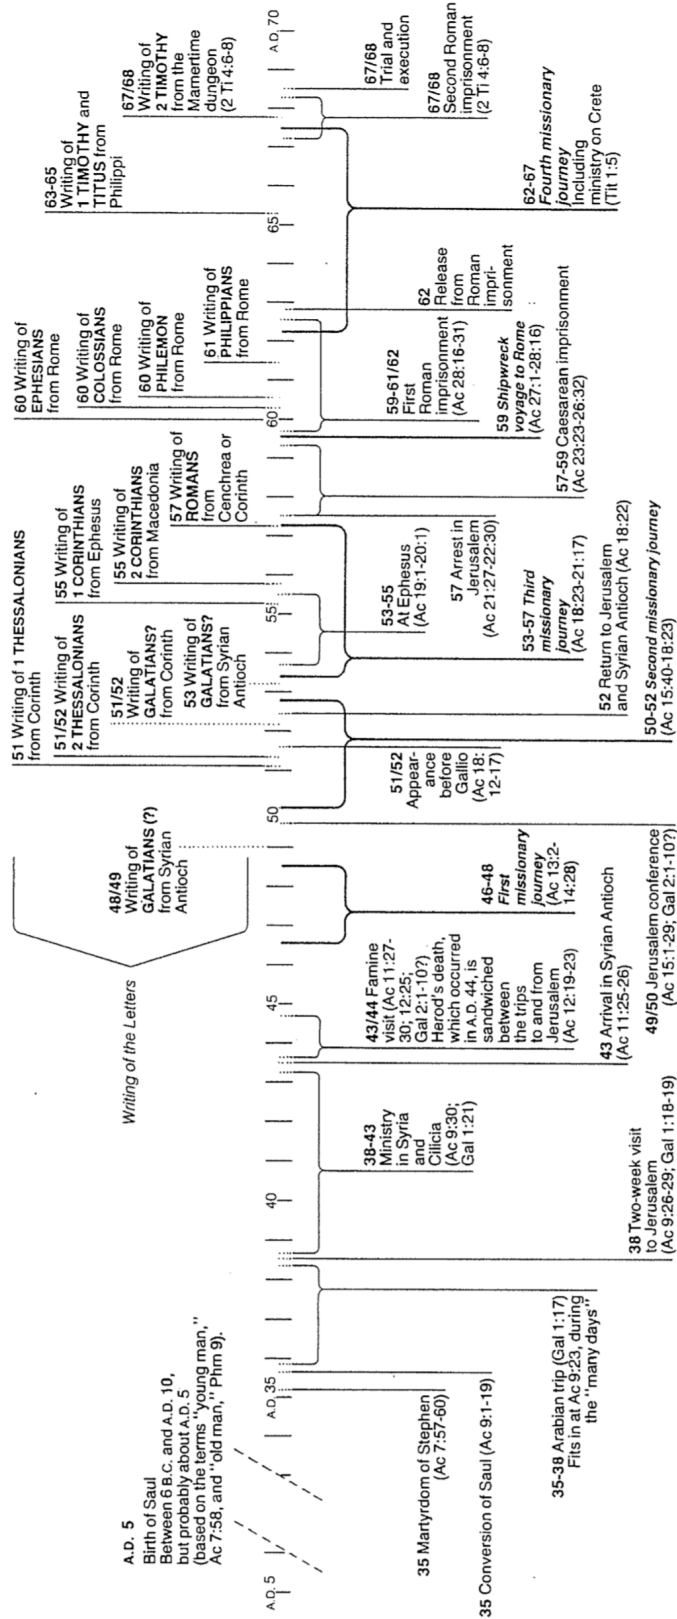 A.D. 5
Birth of Saul
Between 6 B.C. and A.D. 10,
but probably about A.D. 5
(based on the terms "young man,"
Ac 7:58, and "old man," Phm 9).
Writing of the Letters
48/49
Writing of
GALATIANS (?)
from Syrian
Antioch
51 Writing of 1 THESSALONIANS
from Corinth
51/52 Writing of
2 THESSALONIANS
from Corinth
51/52
Writing of
GALATIANS?
from Corinth
53 Writing of
GALATIANS?
from Syrian
Antioch
55 Writing of
1 CORINTHIANS
from Ephesus
55 Writing of
2 CORINTHIANS
from Macedonia
57 Writing of
ROMANS
from
Cenchrea or
Corinth
60 Writing of
EPHESIANS
from Rome
60 Writing of
COLOSSIANS
from Rome
60 Writing of
PHILEMON
from Rome
61 Writing of
PHILIPPIANS
from Rome
63-65
Writing of
1 TIMOTHY and
TITUS from
Philippi
67/68
Writing of
2 TIMOTHY
from the
Mamertime
dungeon
(2 Ti 4:6-8)
A.D. 5
A.D. 35
40
45
50
55
60
65
A.D. 70
35 Martyrdom of Stephen
(Ac 7:57-60)
35 Conversion of Saul (Ac 9:1-19)
35-38 Arabian trip (Gal 1:17)
Fits in at Ac 9:23, during
the "many days"
38 Two-week visit
to Jerusalem
(Ac 9:26-29; Gal 1:18-19)
38-43
Ministry
in Syria
and
Cilicia
(Ac 9:30;
Gal 1:21)
43 Arrival in Syrian Antioch
(Ac 11:25-26)
43/44 Famine
visit (Ac 11:27-
30; 12:25;
Gal 2:1-10?)
Herod's death,
which occurred
in A.D. 44, is
sandwiched
between
the trips
to and from
Jerusalem
(Ac 12:19-23)
46-48
First
missionary
journey
(Ac 13:2-
14:28)
49/50 Jerusalem conference
(Ac 15:1-29; Gal 2:1-10?)
51/52
Appear-
ance
before
Gallio
(Ac 18:
12-17)
50-52 Second missionary journey
(Ac 15:40-18:23)
52 Return to Jerusalem
and Syrian Antioch (Ac 18:22)
53-55
At Ephesus
(Ac 19:1-20:1)
53-57 Third
missionary
journey
(Ac 18:23-21:17)
57 Arrest in
Jerusalem
(Ac 21:27-22:30)
57-59 Caesarean imprisonment
(Ac 23:23-26:32)
59 Shipwreck
voyage to Rome
(Ac 27:1-28:16)
59-61/62
First
Roman
imprisonment
(Ac 28:16-31)
62
Release
from
Roman
impri-
sonment
62-67
Fourth missionary
journey
Including
ministry on Crete
(Tit 1:5)
67/68
Trial and
execution
67/68
Second Roman
imprisonment
(2 Ti 4:6-8)